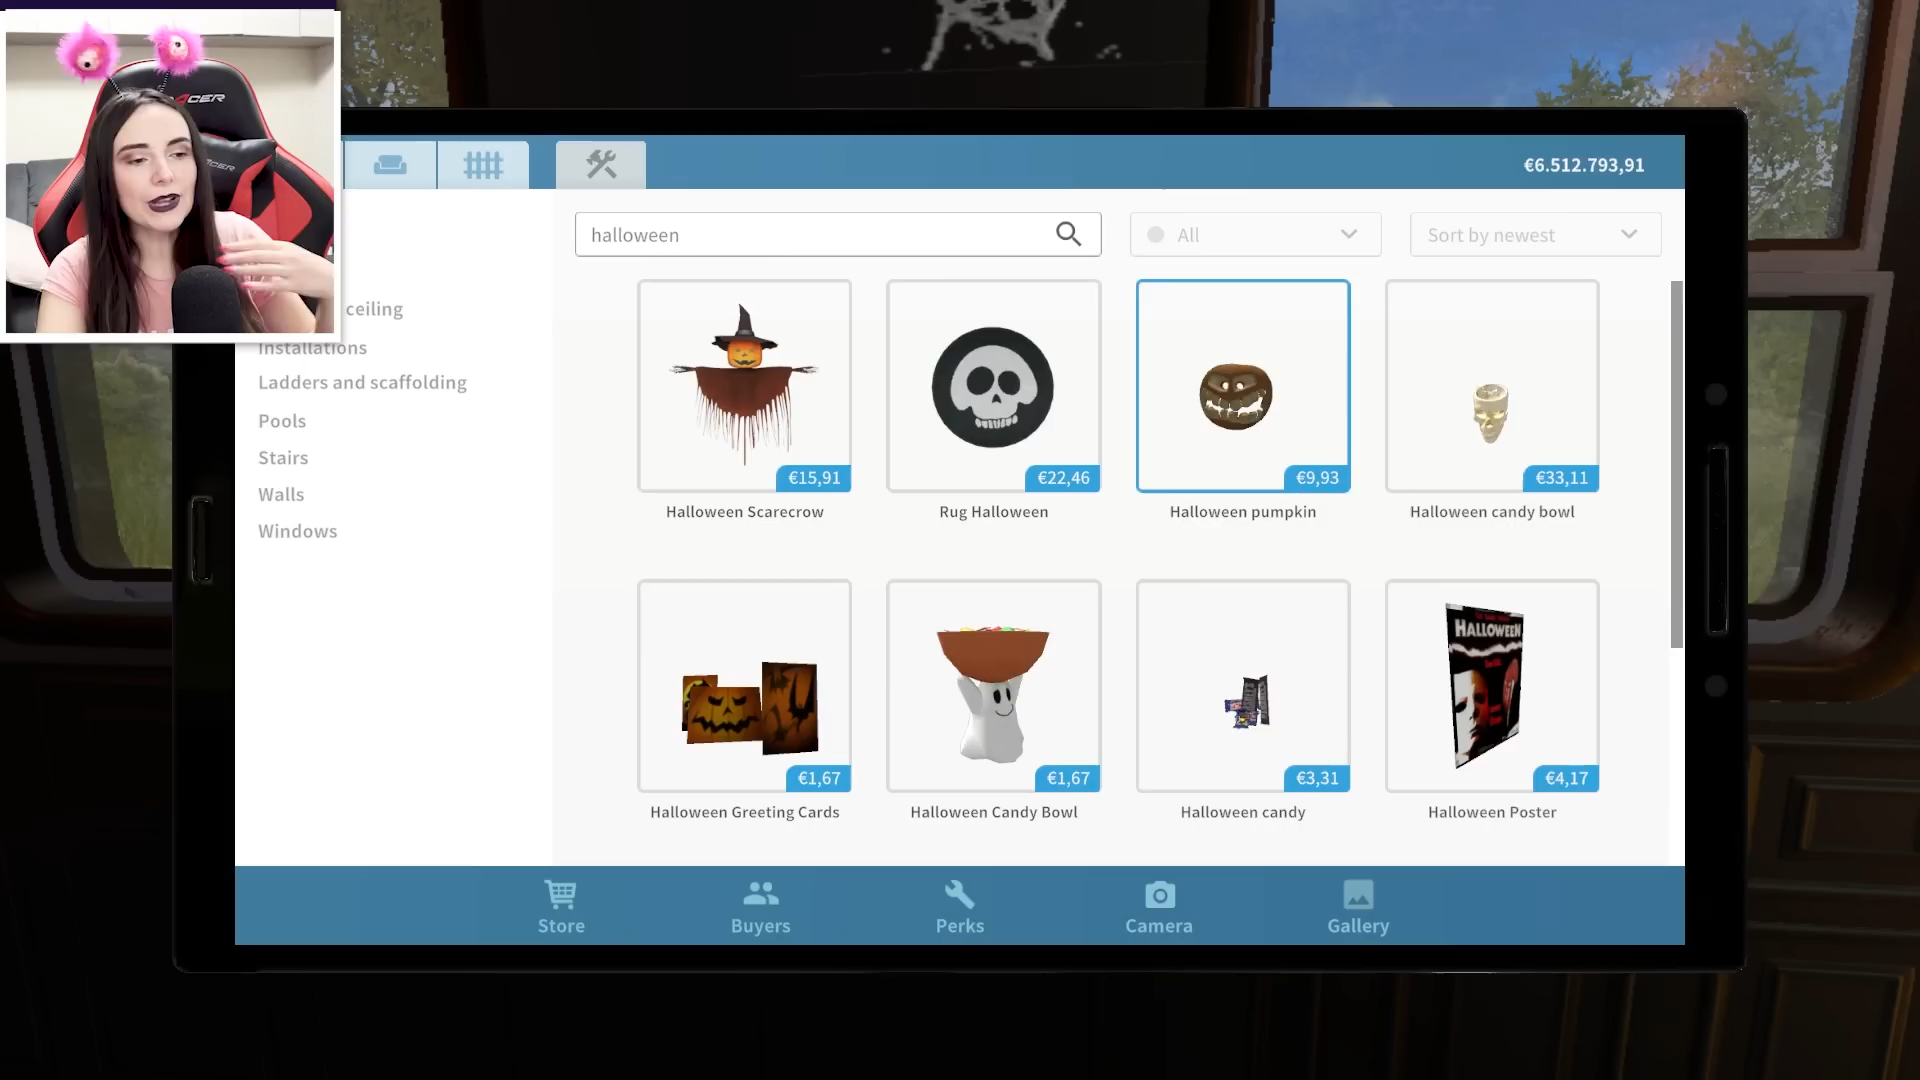 €6.512.793,91
halloween
All
Sort by newest
ceiling
Installations
Ladders and scaffolding
Pools
Stairs
Walls
Windows
€15,91
€22,46
€9,93
€33,11
Halloween Scarecrow
Rug Halloween
Halloween pumpkin
Halloween candy bowl
HALLOWEEN
€1,67
€1,67
€3,31
€4,17
Halloween Greeting Cards
Halloween Candy Bowl
Halloween candy
Halloween Poster
Store
Buyers
Perks
Camera
Gallery